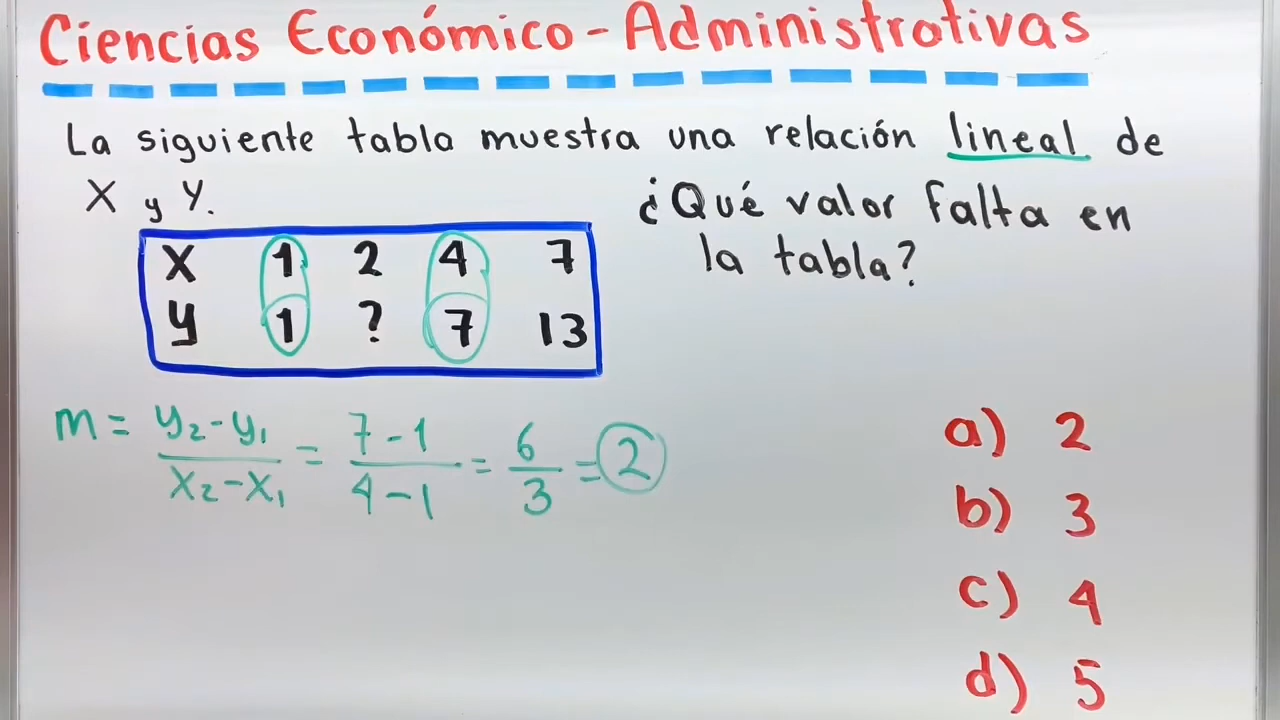 Ciencias Económico-Administrativas
La siguiente tabla muestra una relación lineal de
X y Y.
¿Qué valor falta en
la tabla?
X 1 2 4 7
y 1 ? 7 13
m = y₂-y₁ / x₂-x₁ = 7-1 / 4-1 = 6/3 = 2
a) 2
b) 3
c) 4
d) 5